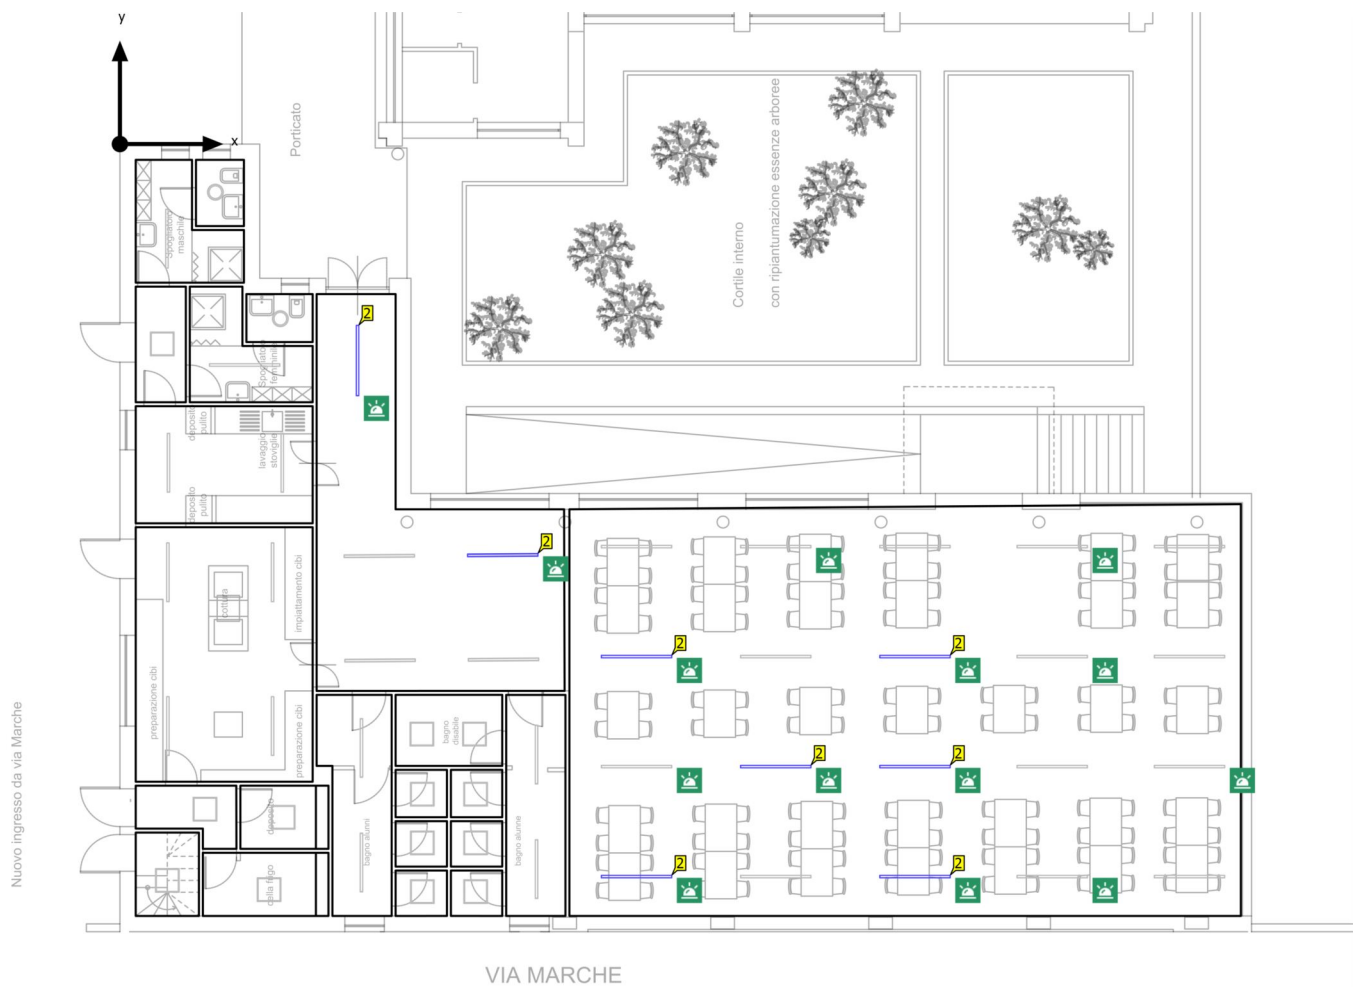 y
x
Porticato
Cortile interno
con ripiantumazione essenze arboree
Spogliatoio
maschile
Spogliatoio
femminile
2
deposito
pulito
lavaggio
stoviglie
deposito
pulito
2
cottura
impiattamento cibi
preparazione cibi
preparazione cibi
2
2
bagno
disabile
2
2
Nuovo ingresso da via Marche
deposito
bagno alunni
bagno alunne
cella frigo
2
2
VIA MARCHE